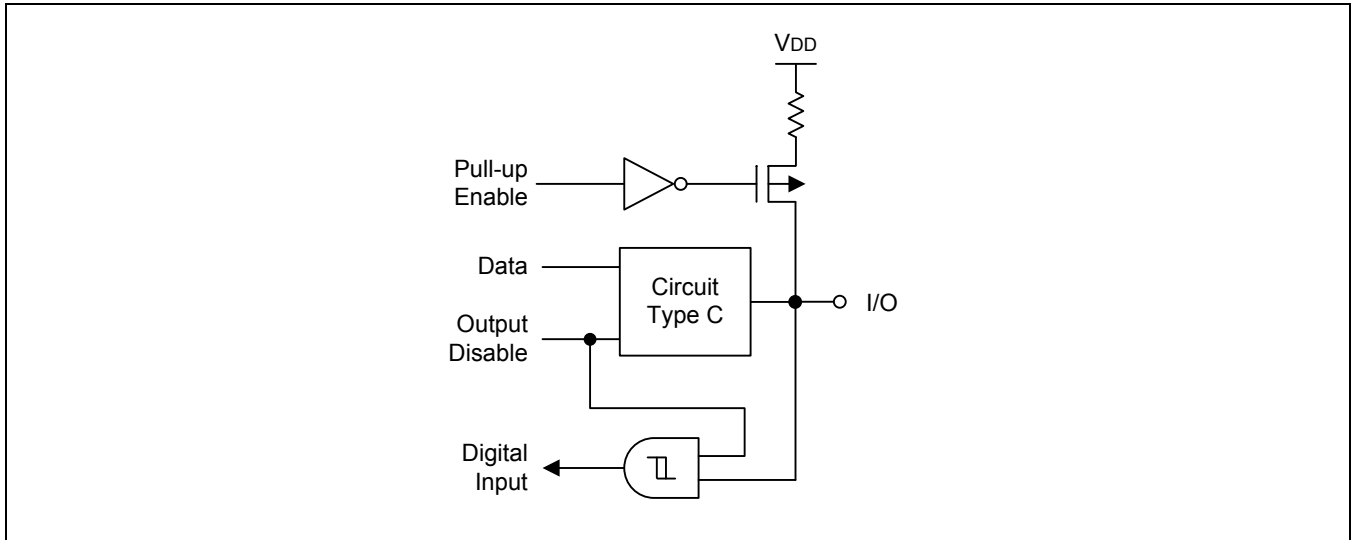 VDD
Pull-up
Enable
Data
Circuit
Type C
I/O
Output
Disable
Digital
Input